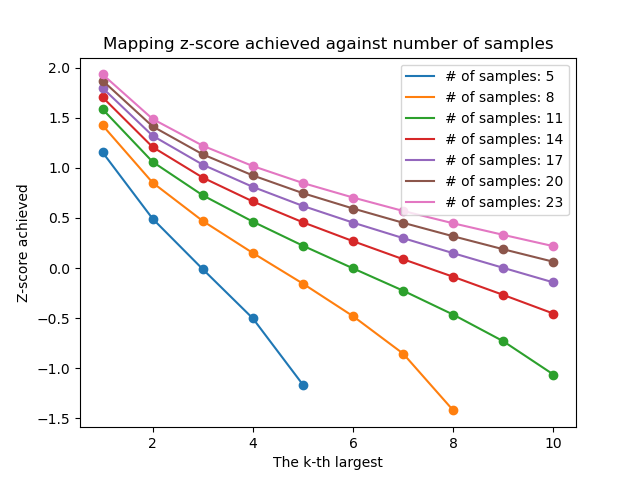 Mapping z-score achieved against number of samples
Z-score achieved
2.0
1.5
1.0
0.5
0.0
−0.5
−1.0
−1.5
# of samples: 5
# of samples: 8
# of samples: 11
# of samples: 14
# of samples: 17
# of samples: 20
# of samples: 23
2 4 6 8 10
The k-th largest